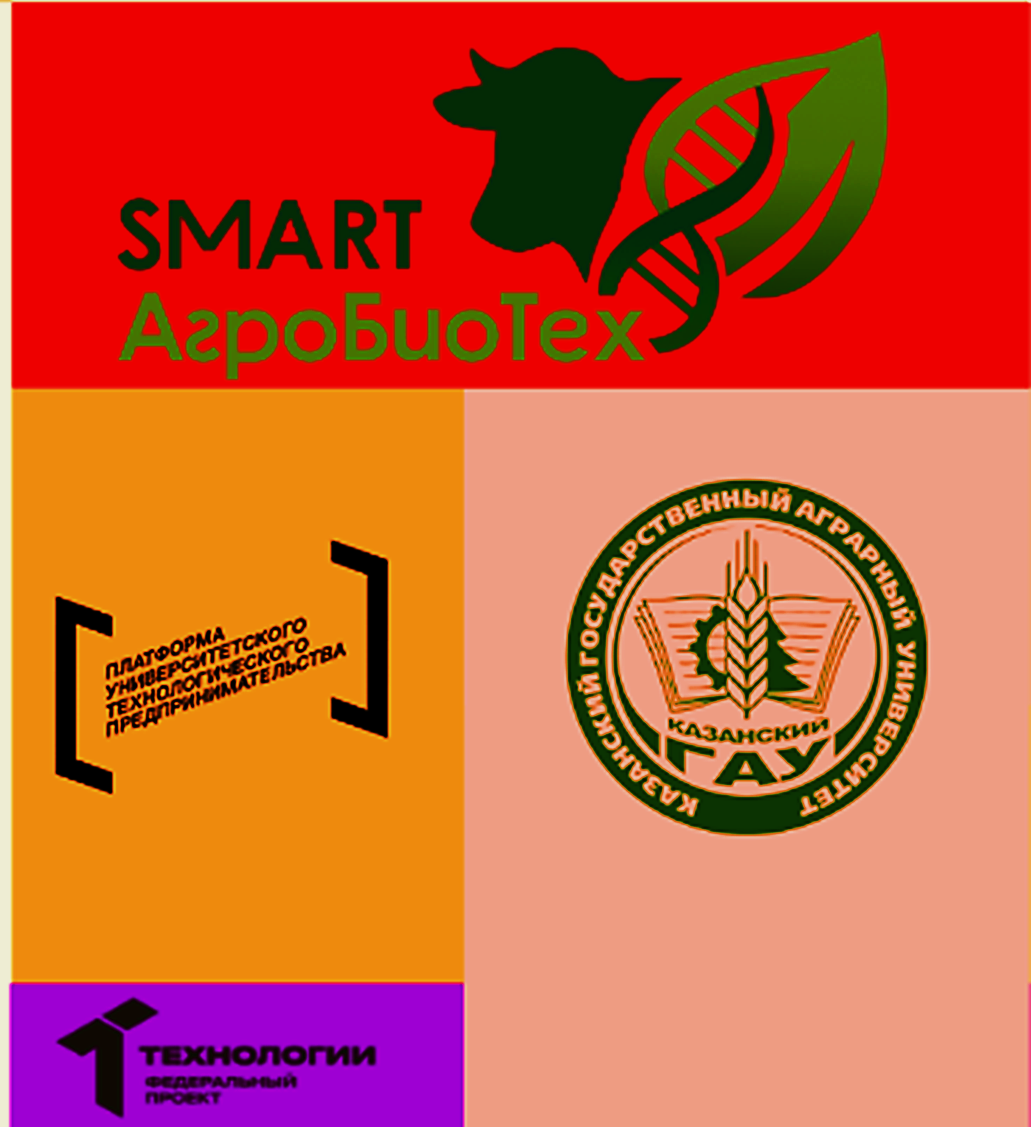 SMART
АгроБиоТех
ПЛАТФОРМА
УНИВЕРСИТЕТСКОГО
ТЕХНОЛОГИЧЕСКОГО
ПРЕДПРИНИМАТЕЛЬСТВА
КАЗАНСКИЙ ГОСУДАРСТВЕННЫЙ АГРАРНЫЙ УНИВЕРСИТЕТ
КАЗАНСКИЙ
ГАУ
ТЕХНОЛОГИИ
ФЕДЕРАЛЬНЫЙ
ПРОЕКТ